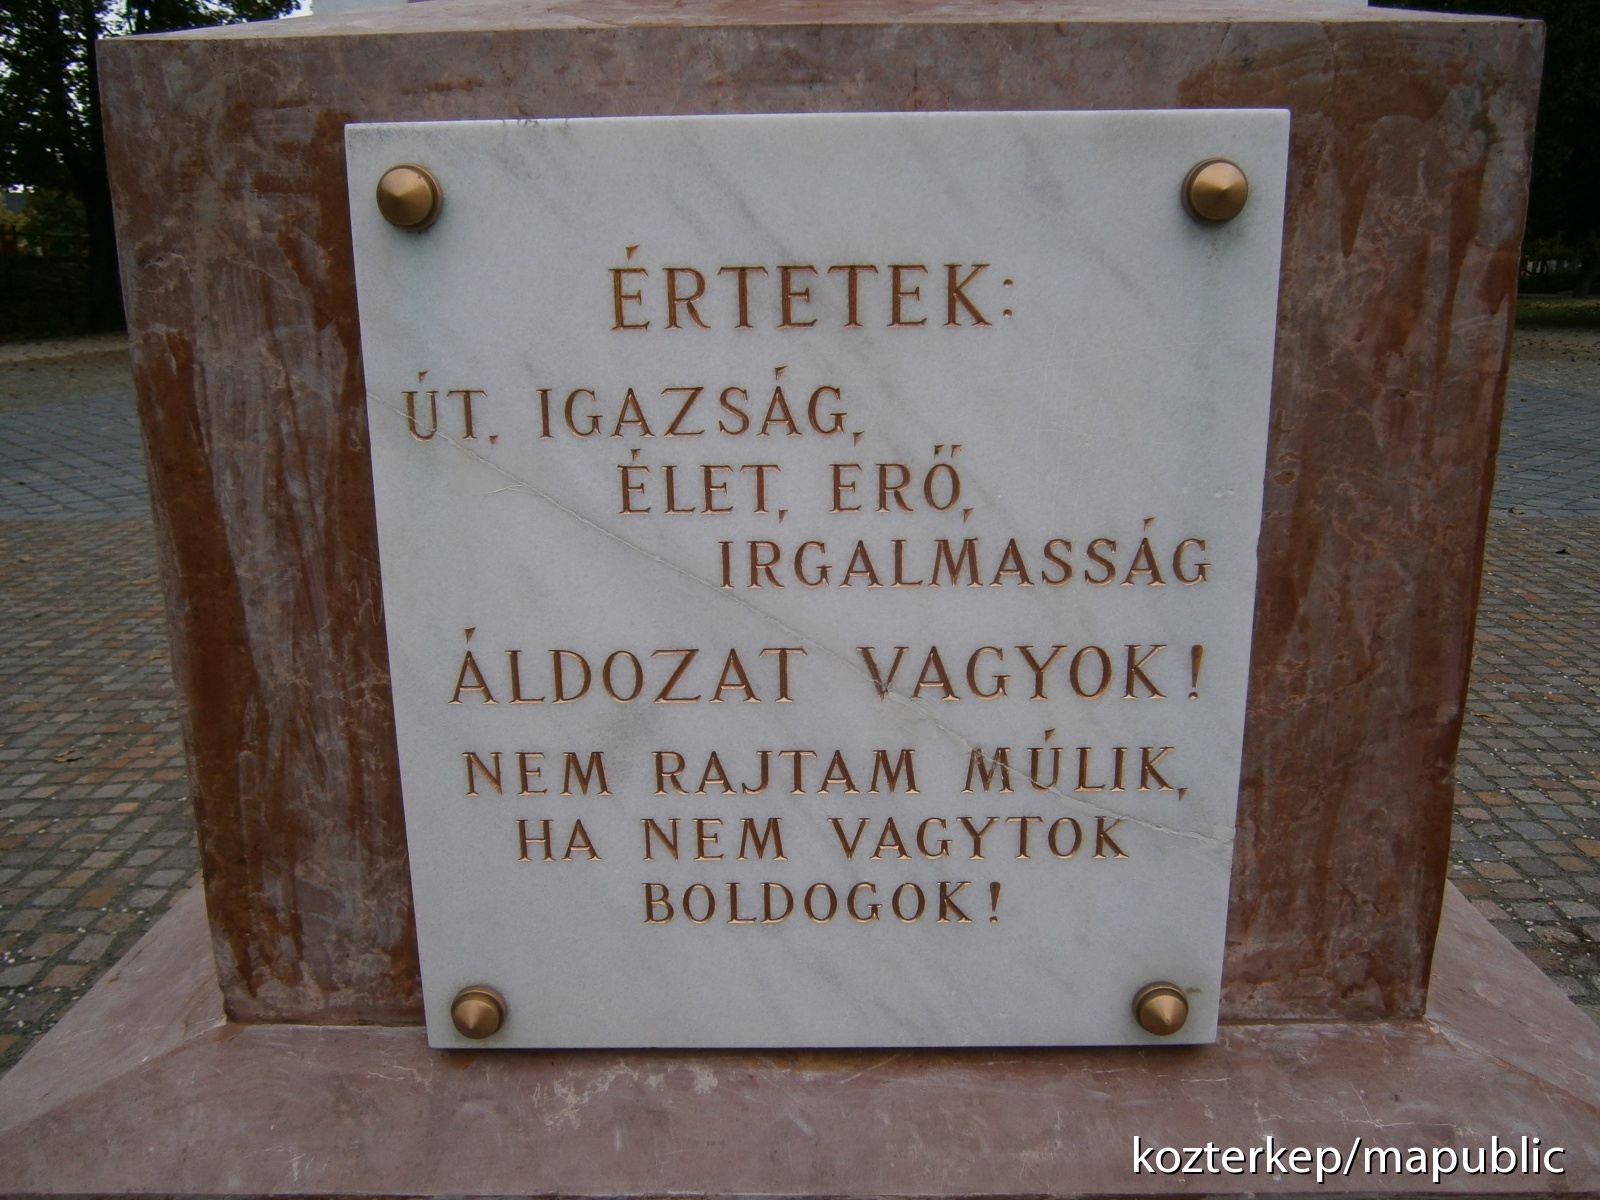 ÉRTETEK:
ÚT, IGAZSÁG,
ÉLET, ERŐ,
IRGALMASSÁG
ÁLDOZAT VAGYOK!
NEM RAJTAM MÚLIK,
HA NEM VAGYTOK
BOLDOGOK!
kozterkep/mapublic